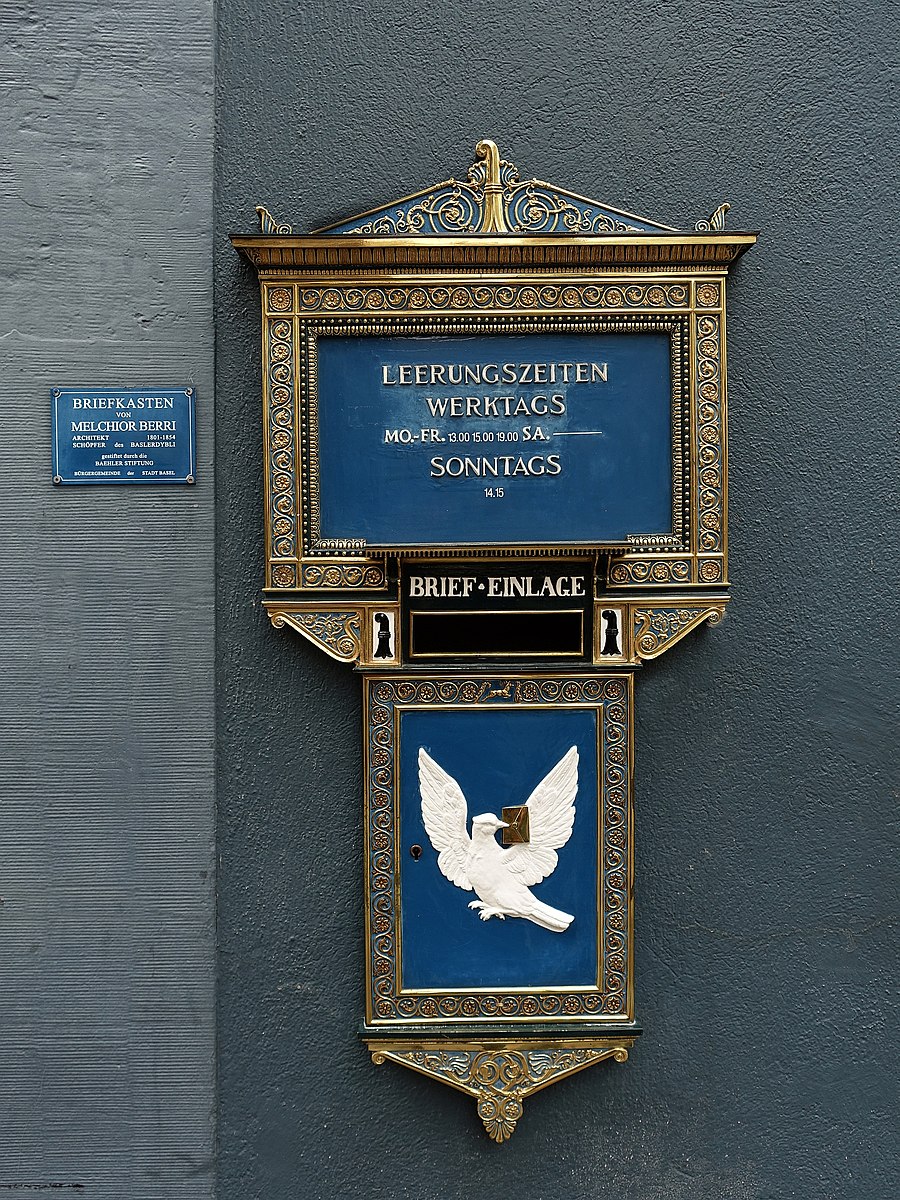 BRIEFKASTEN
VON
MELCHIOR BERRI
ARCHITEKT 1801-1854
SCHÖPFER des BASLERDYBLI
gestiftet durch die
BAEHLER STIFTUNG
BÜRGERGEMEINDE der STADT BASEL
LEERUNGSZEITEN
WERKTAGS
MO.-FR. 13.00 15.00 19.00 SA. —
SONNTAGS
14.15
BRIEF·EINLAGE